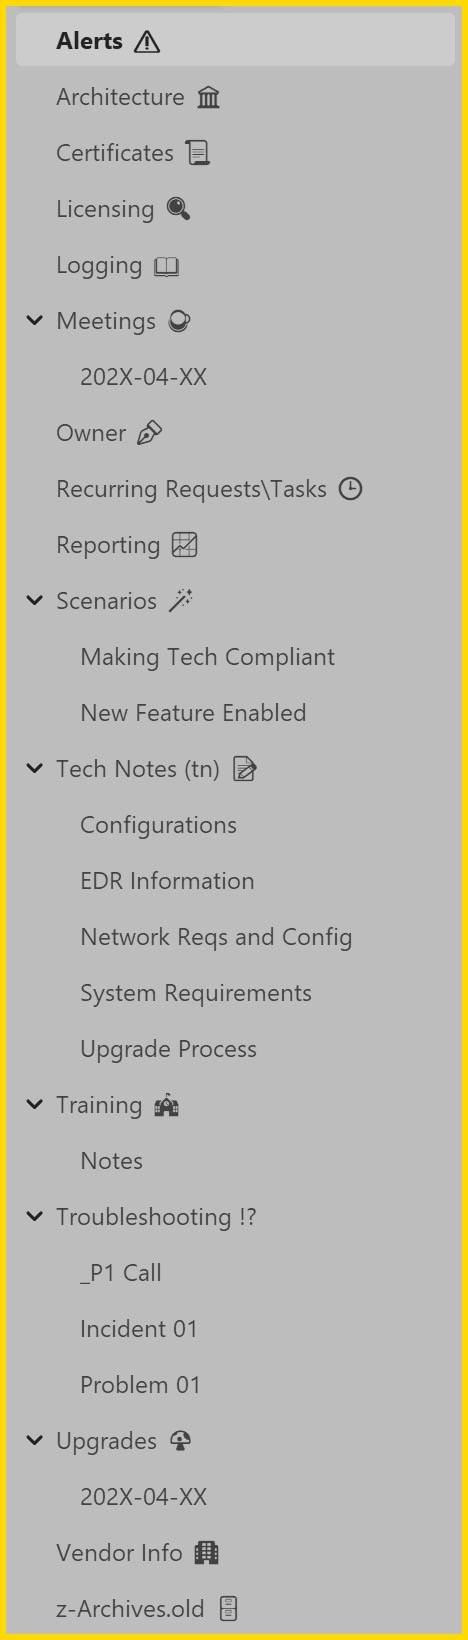 Alerts ⚠
Architecture 🏛
Certificates 📜
Licensing 🔍
Logging 📖
Meetings ☕
202X-04-XX
Owner ✒
Recurring Requests\Tasks 🕒
Reporting 📈
Scenarios 🪄
Making Tech Compliant
New Feature Enabled
Tech Notes (tn) 📝
Configurations
EDR Information
Network Reqs and Config
System Requirements
Upgrade Process
Training 🏫
Notes
Troubleshooting !?
_P1 Call
Incident 01
Problem 01
Upgrades 🍄
202X-04-XX
Vendor Info 🏢
z-Archives.old 🗄